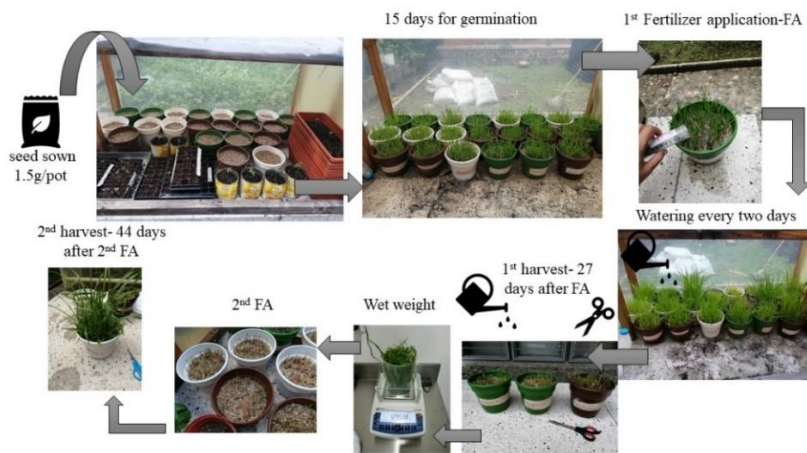 seed sown
1.5g/pot
15 days for germination
1st Fertilizer application-FA
Watering every two days
1st harvest- 27
days after FA
Wet weight
2nd FA
2nd harvest- 44 days
after 2nd FA